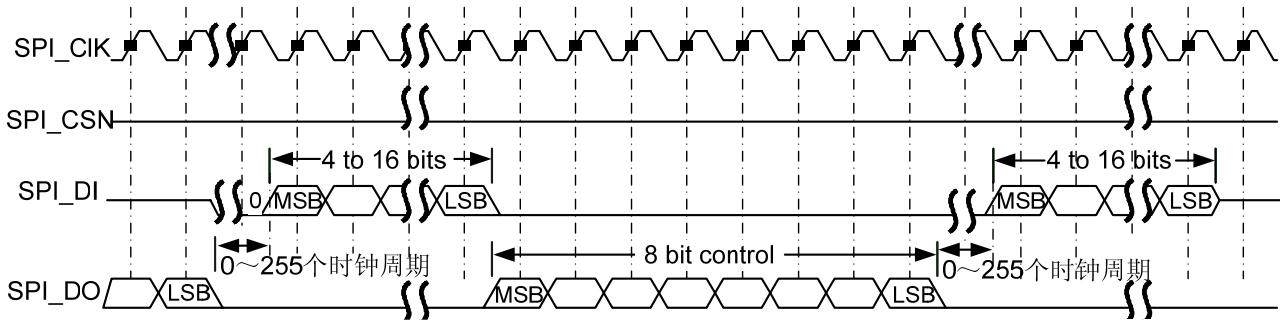 SPI_ClK
SPI_CSN
4 to 16 bits
4 to 16 bits
SPI_DI
0
MSB
LSB
MSB
LSB
0～255个时钟周期
8 bit control
0～255个时钟周期
SPI_DO
LSB
MSB
LSB